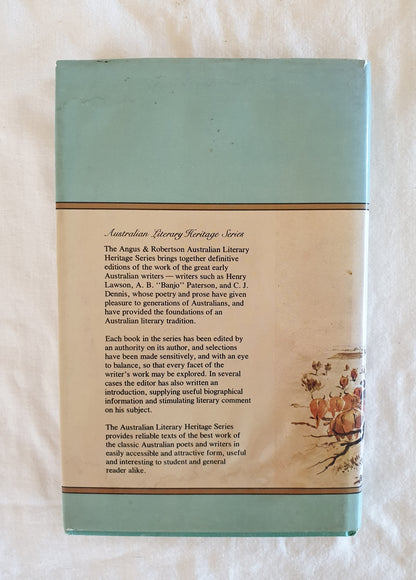 Australian Literary Heritage Series
The Angus & Robertson Australian Literary
Heritage Series brings together definitive
editions of the work of the great early
Australian writers — writers such as Henry
Lawson, A. B. "Banjo" Paterson, and C. J.
Dennis, whose poetry and prose have given
pleasure to generations of Australians, and
have provided the foundations of an
Australian literary tradition.
Each book in the series has been edited by
an authority on its author, and selections
have been made sensitively, and with an eye
to balance, so that every facet of the
writer's work may be explored. In several
cases the editor has also written an
introduction, supplying useful biographical
information and stimulating literary comment
on his subject.
The Australian Literary Heritage Series
provides reliable texts of the best work of
the classic Australian poets and writers in
easily accessible and attractive form, useful
and interesting to student and general
reader alike.